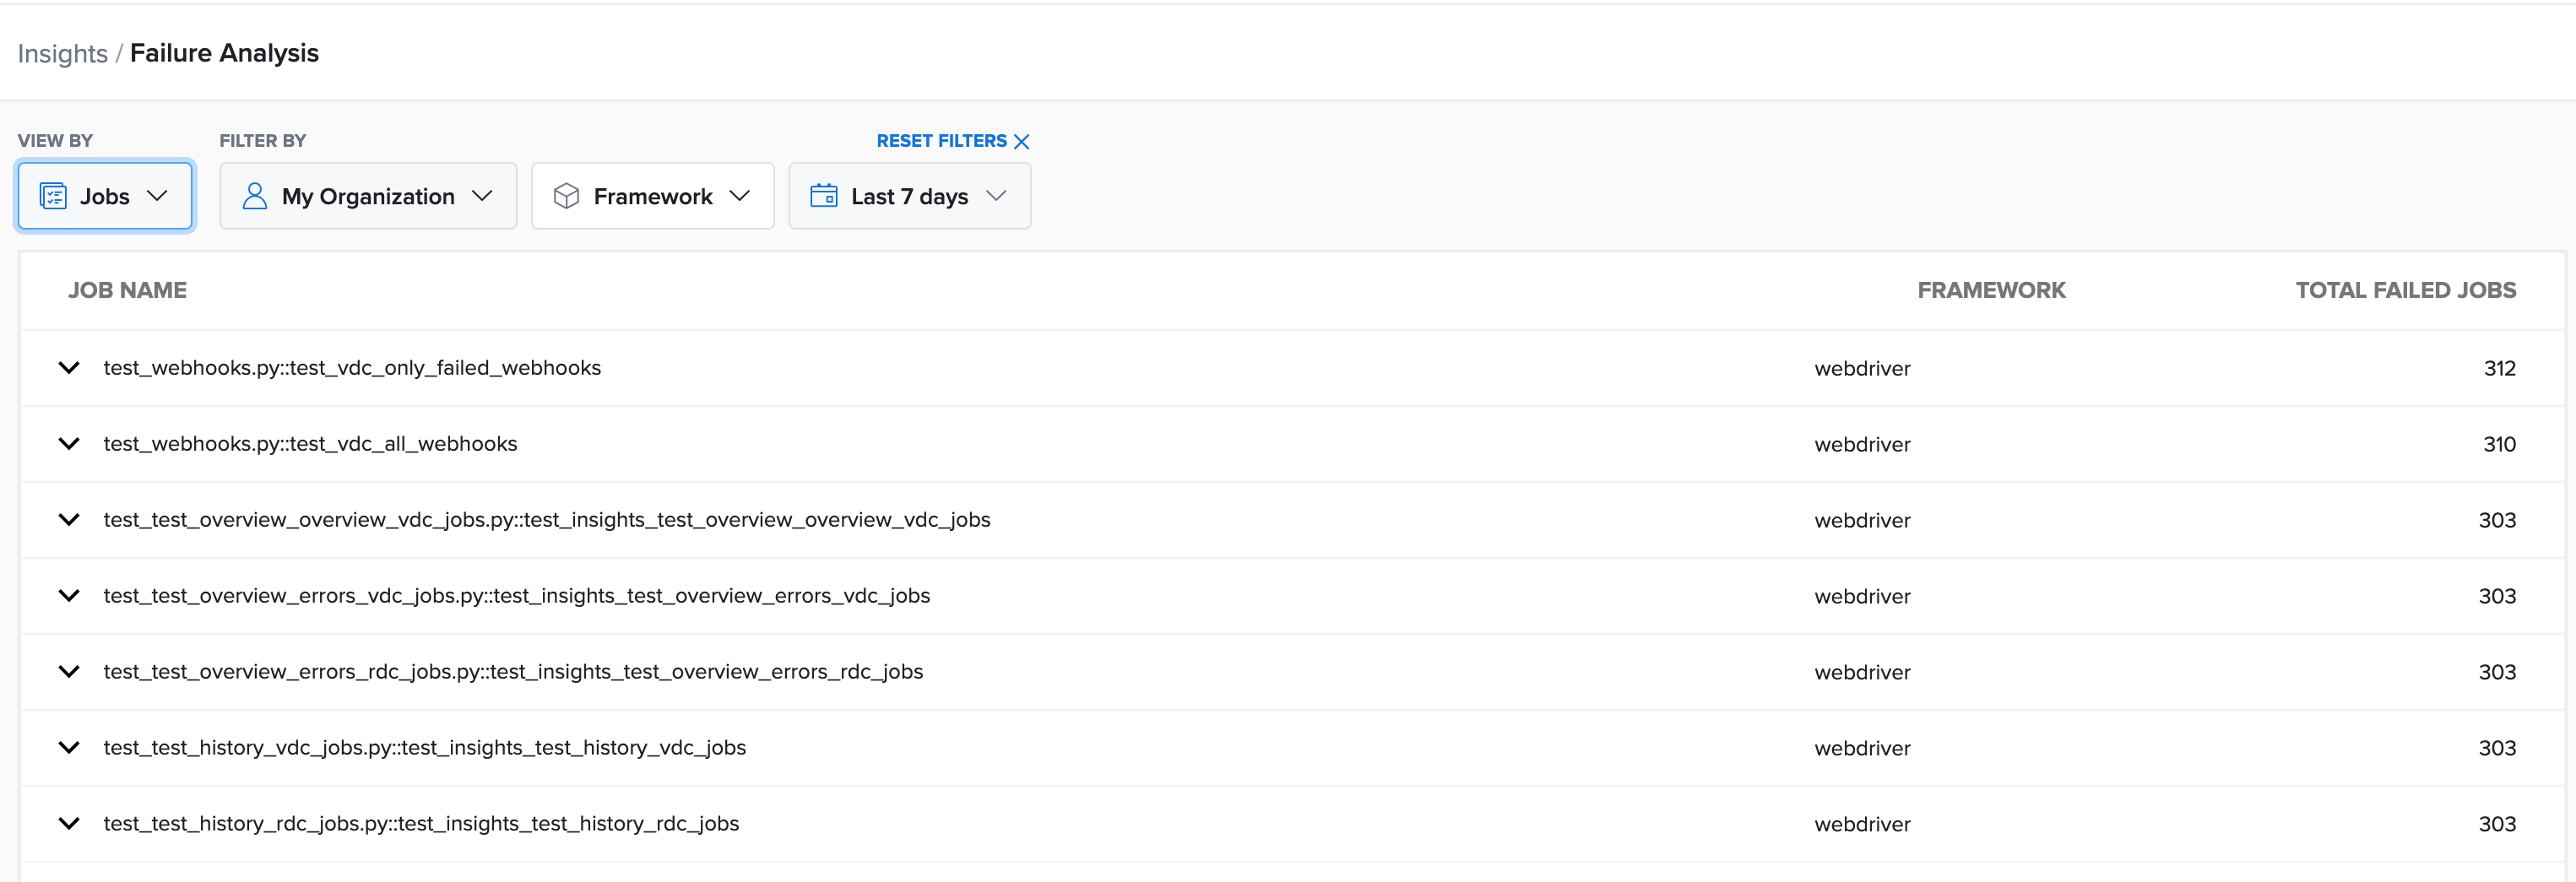 Insights / Failure Analysis
VIEW BY FILTER BY RESET FILTERS
Jobs My Organization Framework Last 7 days
JOB NAME FRAMEWORK TOTAL FAILED JOBS
test_webhooks.py::test_vdc_only_failed_webhooks webdriver 312
test_webhooks.py::test_vdc_all_webhooks webdriver 310
test_test_overview_overview_vdc_jobs.py::test_insights_test_overview_overview_vdc_jobs webdriver 303
test_test_overview_errors_vdc_jobs.py::test_insights_test_overview_errors_vdc_jobs webdriver 303
test_test_overview_errors_rdc_jobs.py::test_insights_test_overview_errors_rdc_jobs webdriver 303
test_test_history_vdc_jobs.py::test_insights_test_history_vdc_jobs webdriver 303
test_test_history_rdc_jobs.py::test_insights_test_history_rdc_jobs webdriver 303